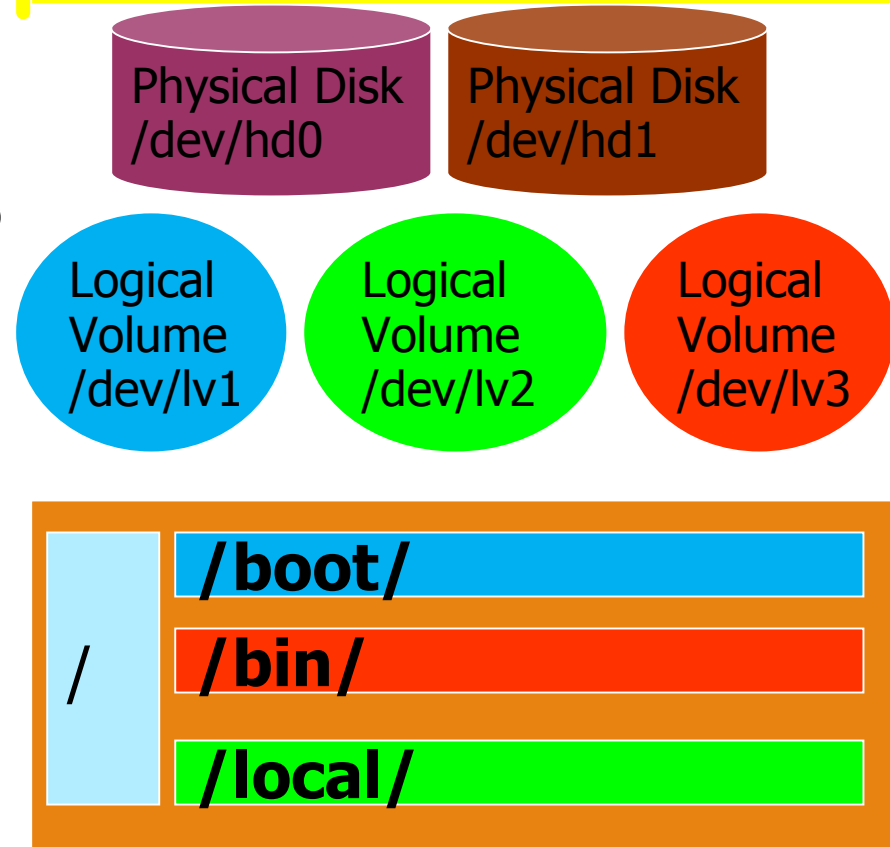 Physical Disk
/dev/hd0
Physical Disk
/dev/hd1
Logical
Volume
/dev/lv1
Logical
Volume
/dev/lv2
Logical
Volume
/dev/lv3
/
/boot/
/bin/
/local/